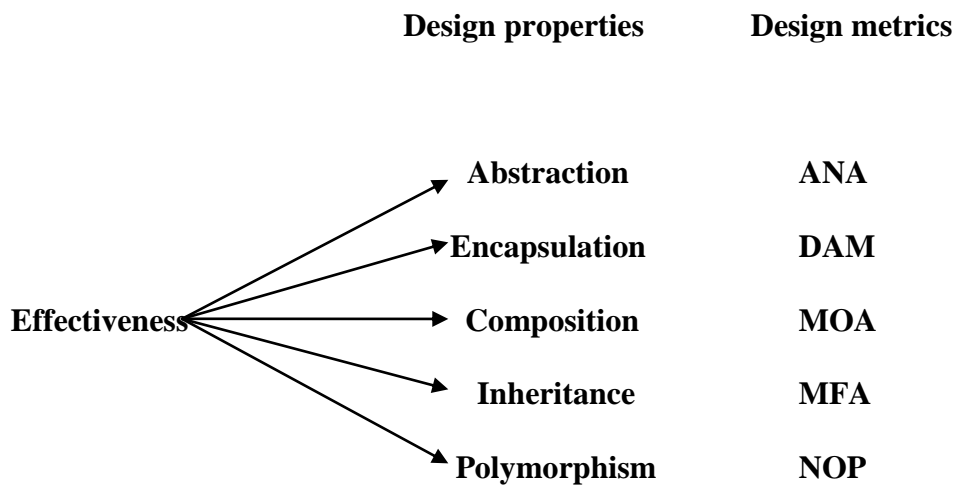 Design properties Design metrics
Abstraction ANA
Encapsulation DAM
Effectiveness Composition MOA
Inheritance MFA
Polymorphism NOP